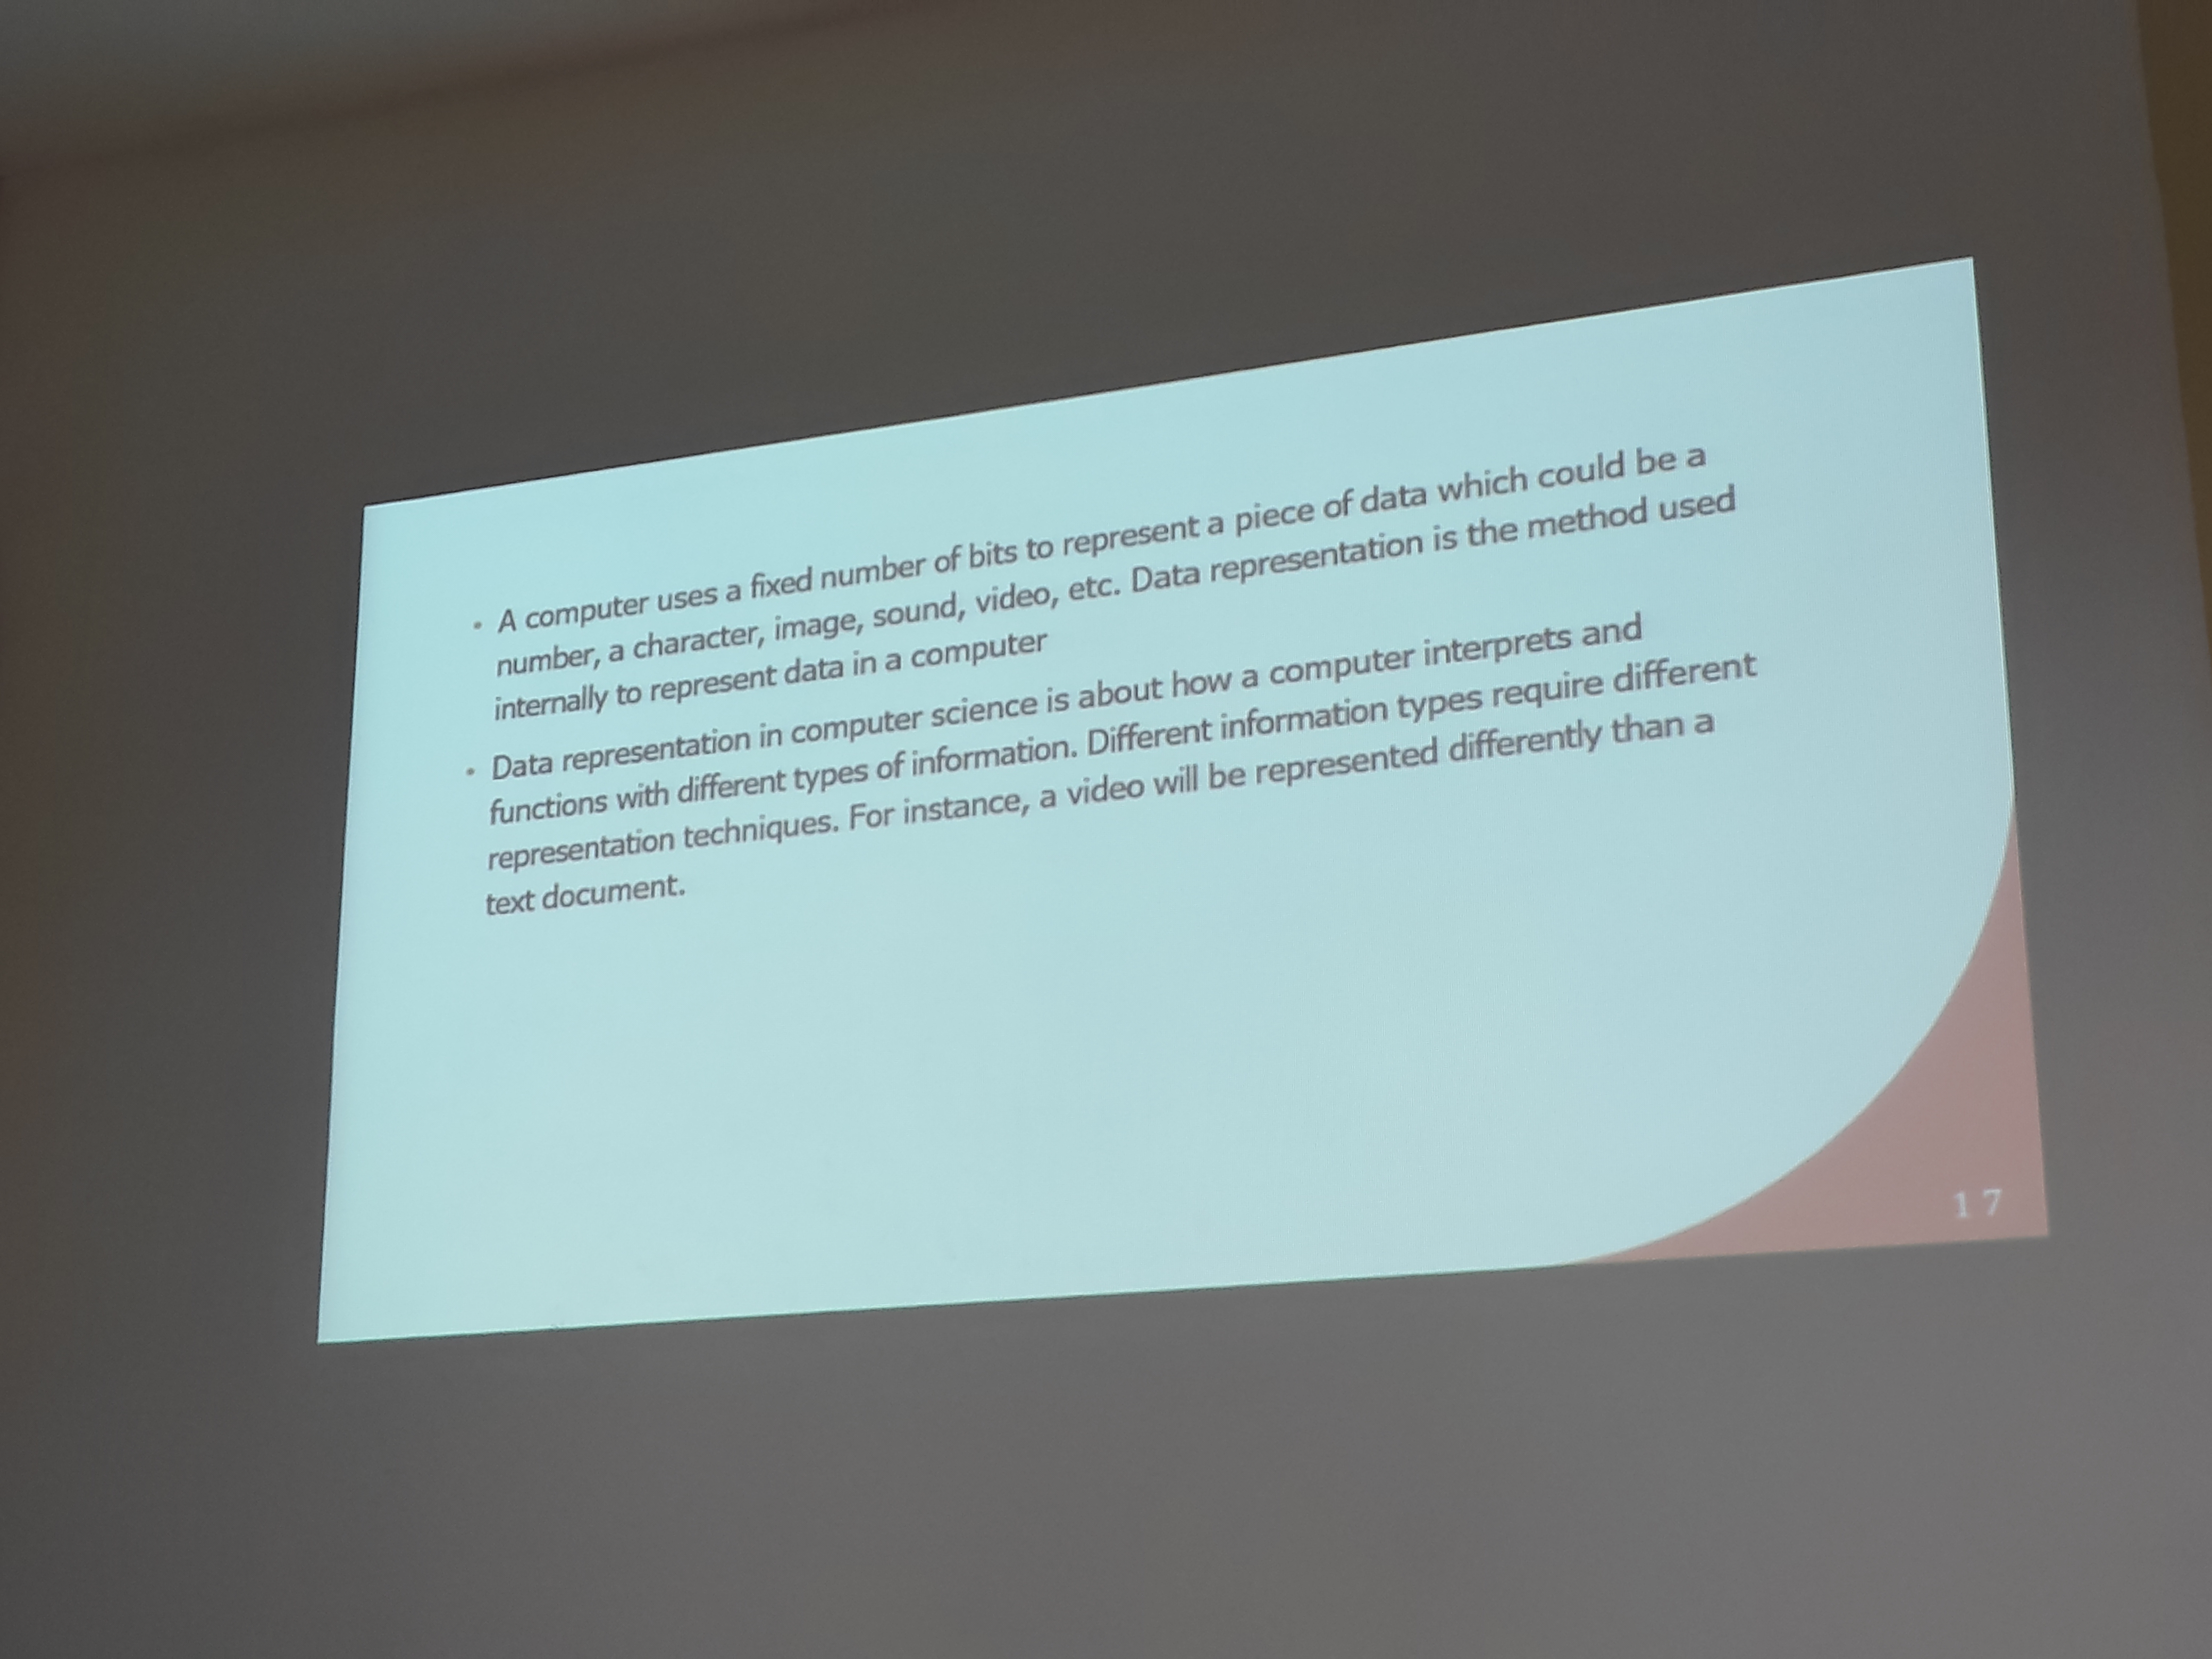 • A computer uses a fixed number of bits to represent a piece of data which could be a
number, a character, image, sound, video, etc. Data representation is the method used
internally to represent data in a computer
• Data representation in computer science is about how a computer interprets and
functions with different types of information. Different information types require different
representation techniques. For instance, a video will be represented differently than a
text document.
17